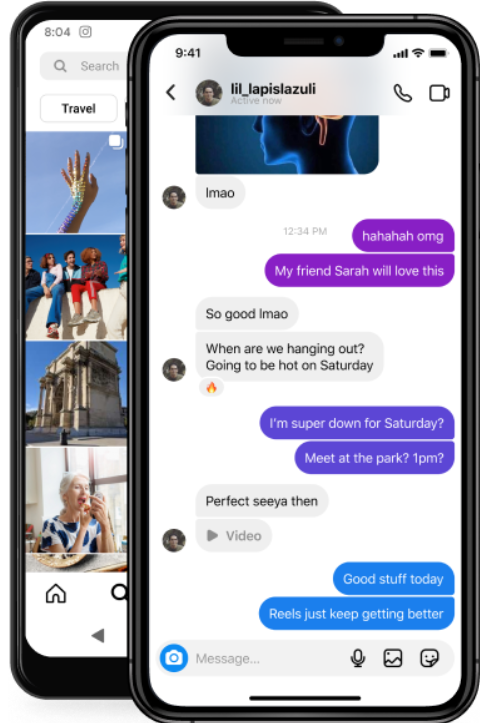 8:04
Search
Travel
9:41
lil_lapislazuli
Active now
lmao
12:34 PM
hahahah omg
My friend Sarah will love this
So good lmao
When are we hanging out?
Going to be hot on Saturday
I'm super down for Saturday?
Meet at the park? 1pm?
Perfect seeya then
Video
Good stuff today
Reels just keep getting better
Message...